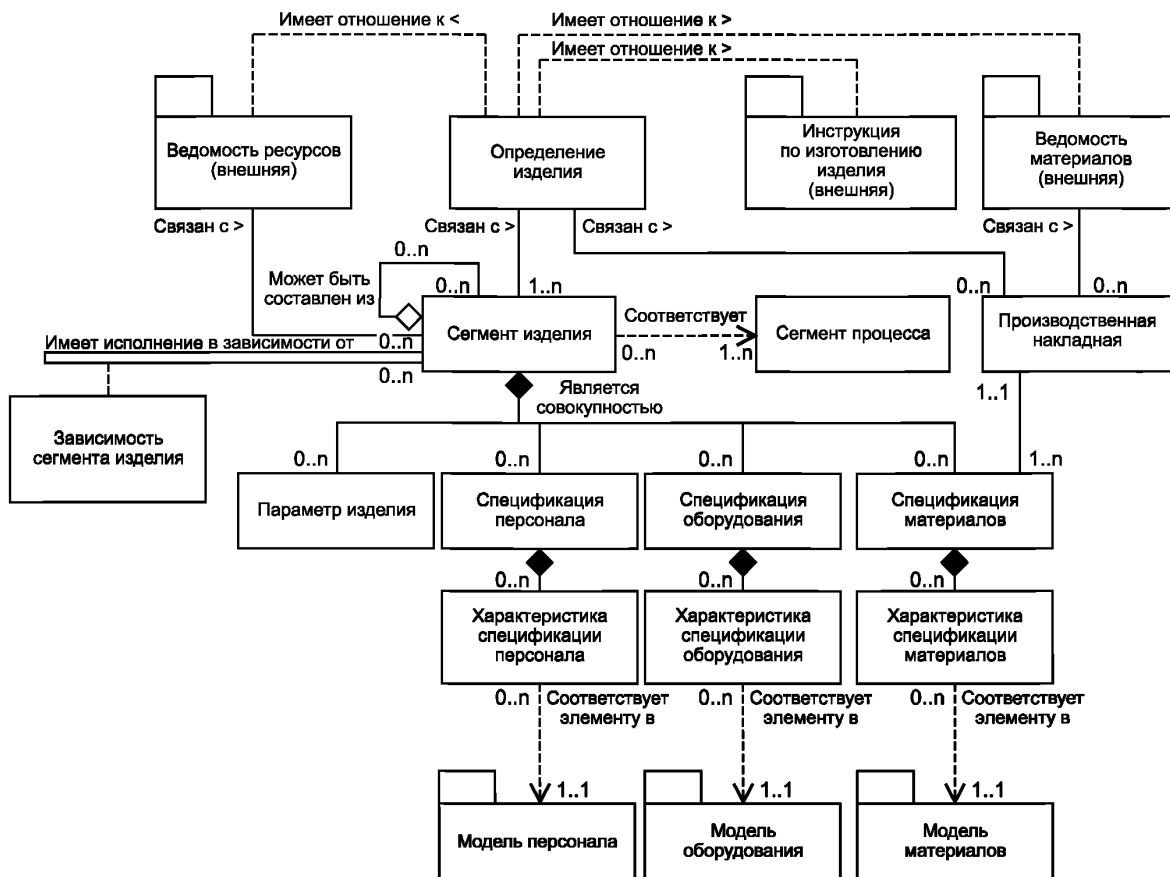 Имеет отношение к <
Имеет отношение к >
Имеет отношение к >
Ведомость ресурсов
(внешняя)
Определение
изделия
Инструкция
по изготовлению
изделия
(внешняя)
Ведомость
материалов
(внешняя)
Связан с >
Связан с >
Связан с >
Связан с >
0..n
Может быть
составлен из
0..n
1..n
0..n
0..n
Сегмент изделия
Соответствует
0..n
1..n
Сегмент процесса
Производственная
накладная
Имеет исполнение в зависимости от
0..n
0..n
Зависимость
сегмента изделия
Является
совокупностью
1..1
0..n
0..n
0..n
0..n
1..n
Параметр изделия
Спецификация
персонала
Спецификация
оборудования
Спецификация
материалов
0..n
0..n
0..n
Характеристика
спецификации
персонала
Характеристика
спецификации
оборудования
Характеристика
спецификации
материалов
0..n
Соответствует
элементу в
0..n
Соответствует
элементу в
0..n
Соответствует
элементу в
1..1
1..1
1..1
Модель персонала
Модель
оборудования
Модель
материалов